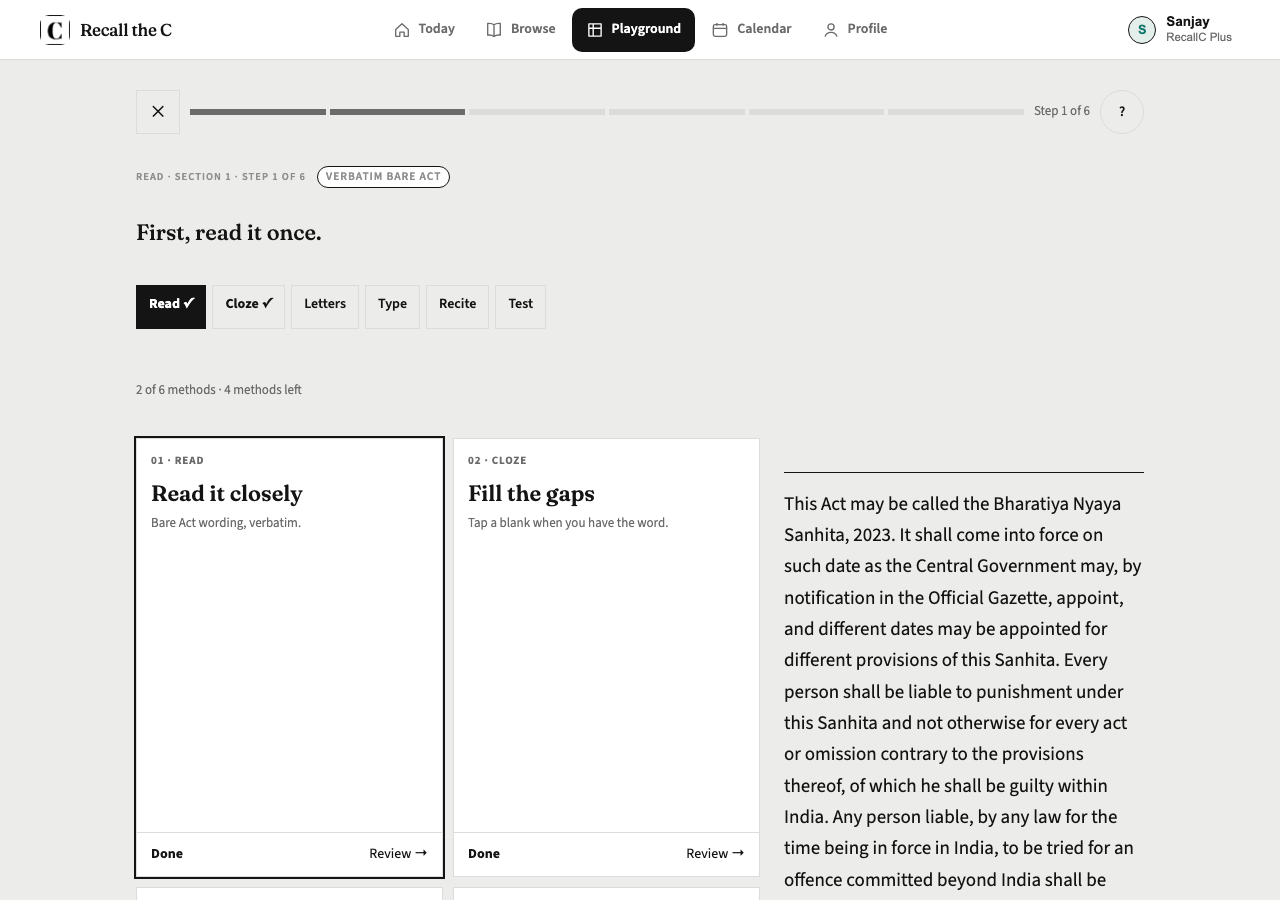 C Recall the C
Today
Browse
Playground
Calendar
Profile
S
Sanjay
RecallC Plus
Step 1 of 6
?
READ · SECTION 1 · STEP 1 OF 6
VERBATIM BARE ACT
First, read it once.
Read ✓
Cloze ✓
Letters
Type
Recite
Test
2 of 6 methods · 4 methods left
01 · READ
Read it closely
Bare Act wording, verbatim.
Done
Review →
02 · CLOZE
Fill the gaps
Tap a blank when you have the word.
Done
Review →
This Act may be called the Bharatiya Nyaya
Sanhita, 2023. It shall come into force on
such date as the Central Government may, by
notification in the Official Gazette, appoint,
and different dates may be appointed for
different provisions of this Sanhita. Every
person shall be liable to punishment under
this Sanhita and not otherwise for every act
or omission contrary to the provisions
thereof, of which he shall be guilty within
India. Any person liable, by any law for the
time being in force in India, to be tried for an
offence committed beyond India shall be